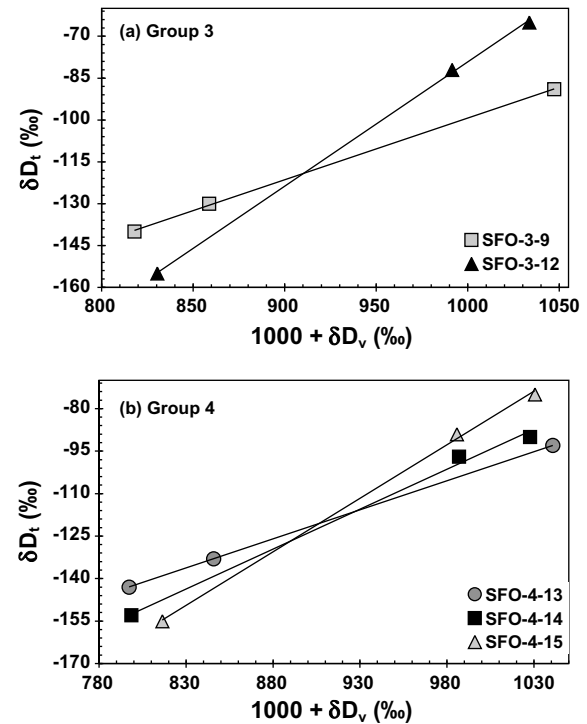 (a) Group 3
δDt (‰)
-70
-85
-100
-115
-130
-145
-160
SFO-3-9
SFO-3-12
800 850 900 950 1000 1050
1000 + δDv (‰)
(b) Group 4
δDt (‰)
-80
-95
-110
-125
-140
-155
-170
SFO-4-13
SFO-4-14
SFO-4-15
780 830 880 930 980 1030
1000 + δDv (‰)